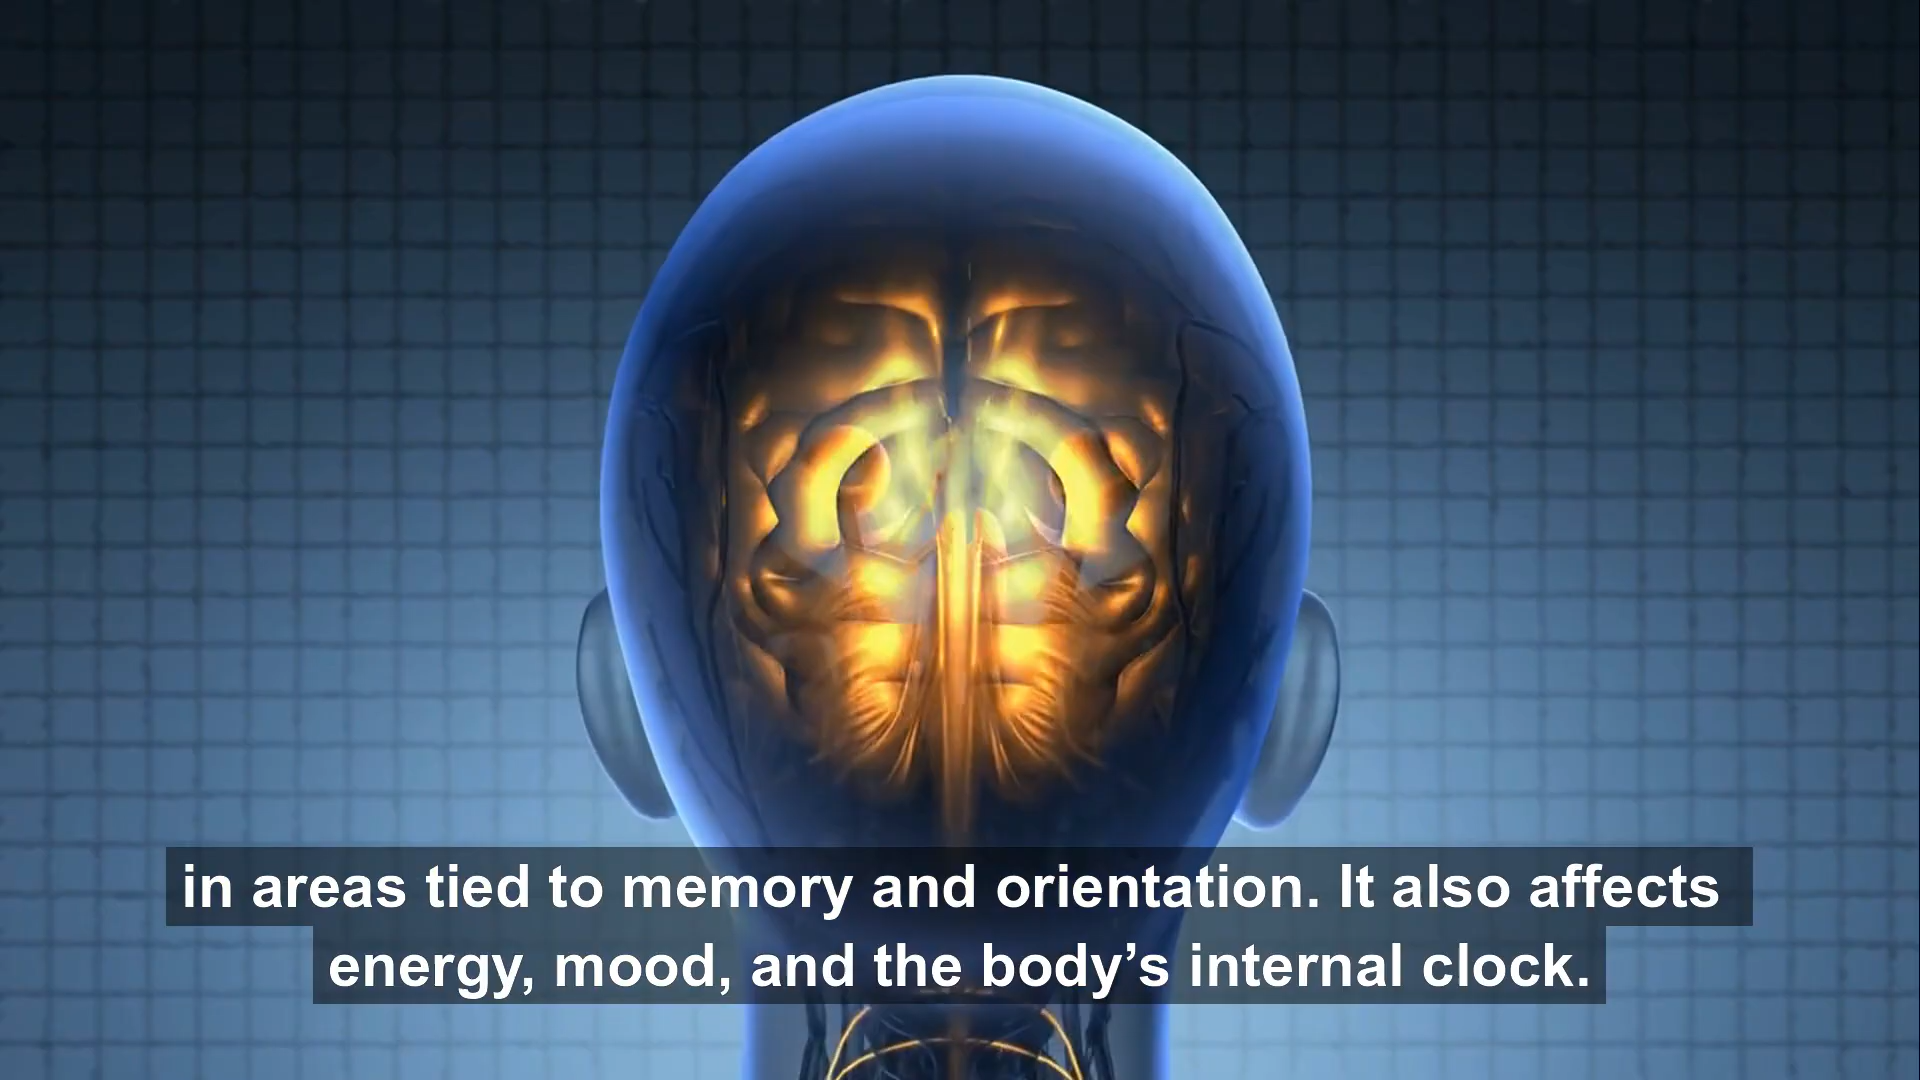 in areas tied to memory and orientation. It also affects
energy, mood, and the body’s internal clock.